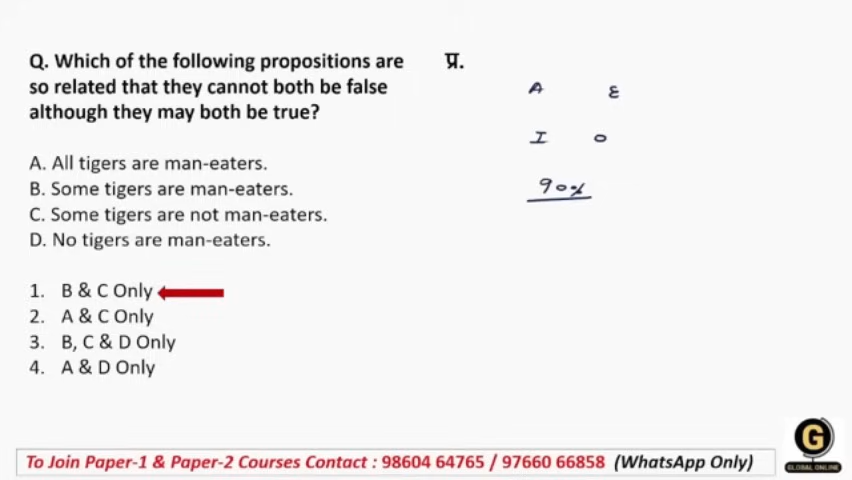 Q. Which of the following propositions are
so related that they cannot both be false
although they may both be true?
प्र.
A E
I O
90%
A. All tigers are man-eaters.
B. Some tigers are man-eaters.
C. Some tigers are not man-eaters.
D. No tigers are man-eaters.
1. B & C Only
2. A & C Only
3. B, C & D Only
4. A & D Only
G
GLOBAL ONLINE
To Join Paper-1 & Paper-2 Courses Contact : 98604 64765 / 97660 66858 (WhatsApp Only)